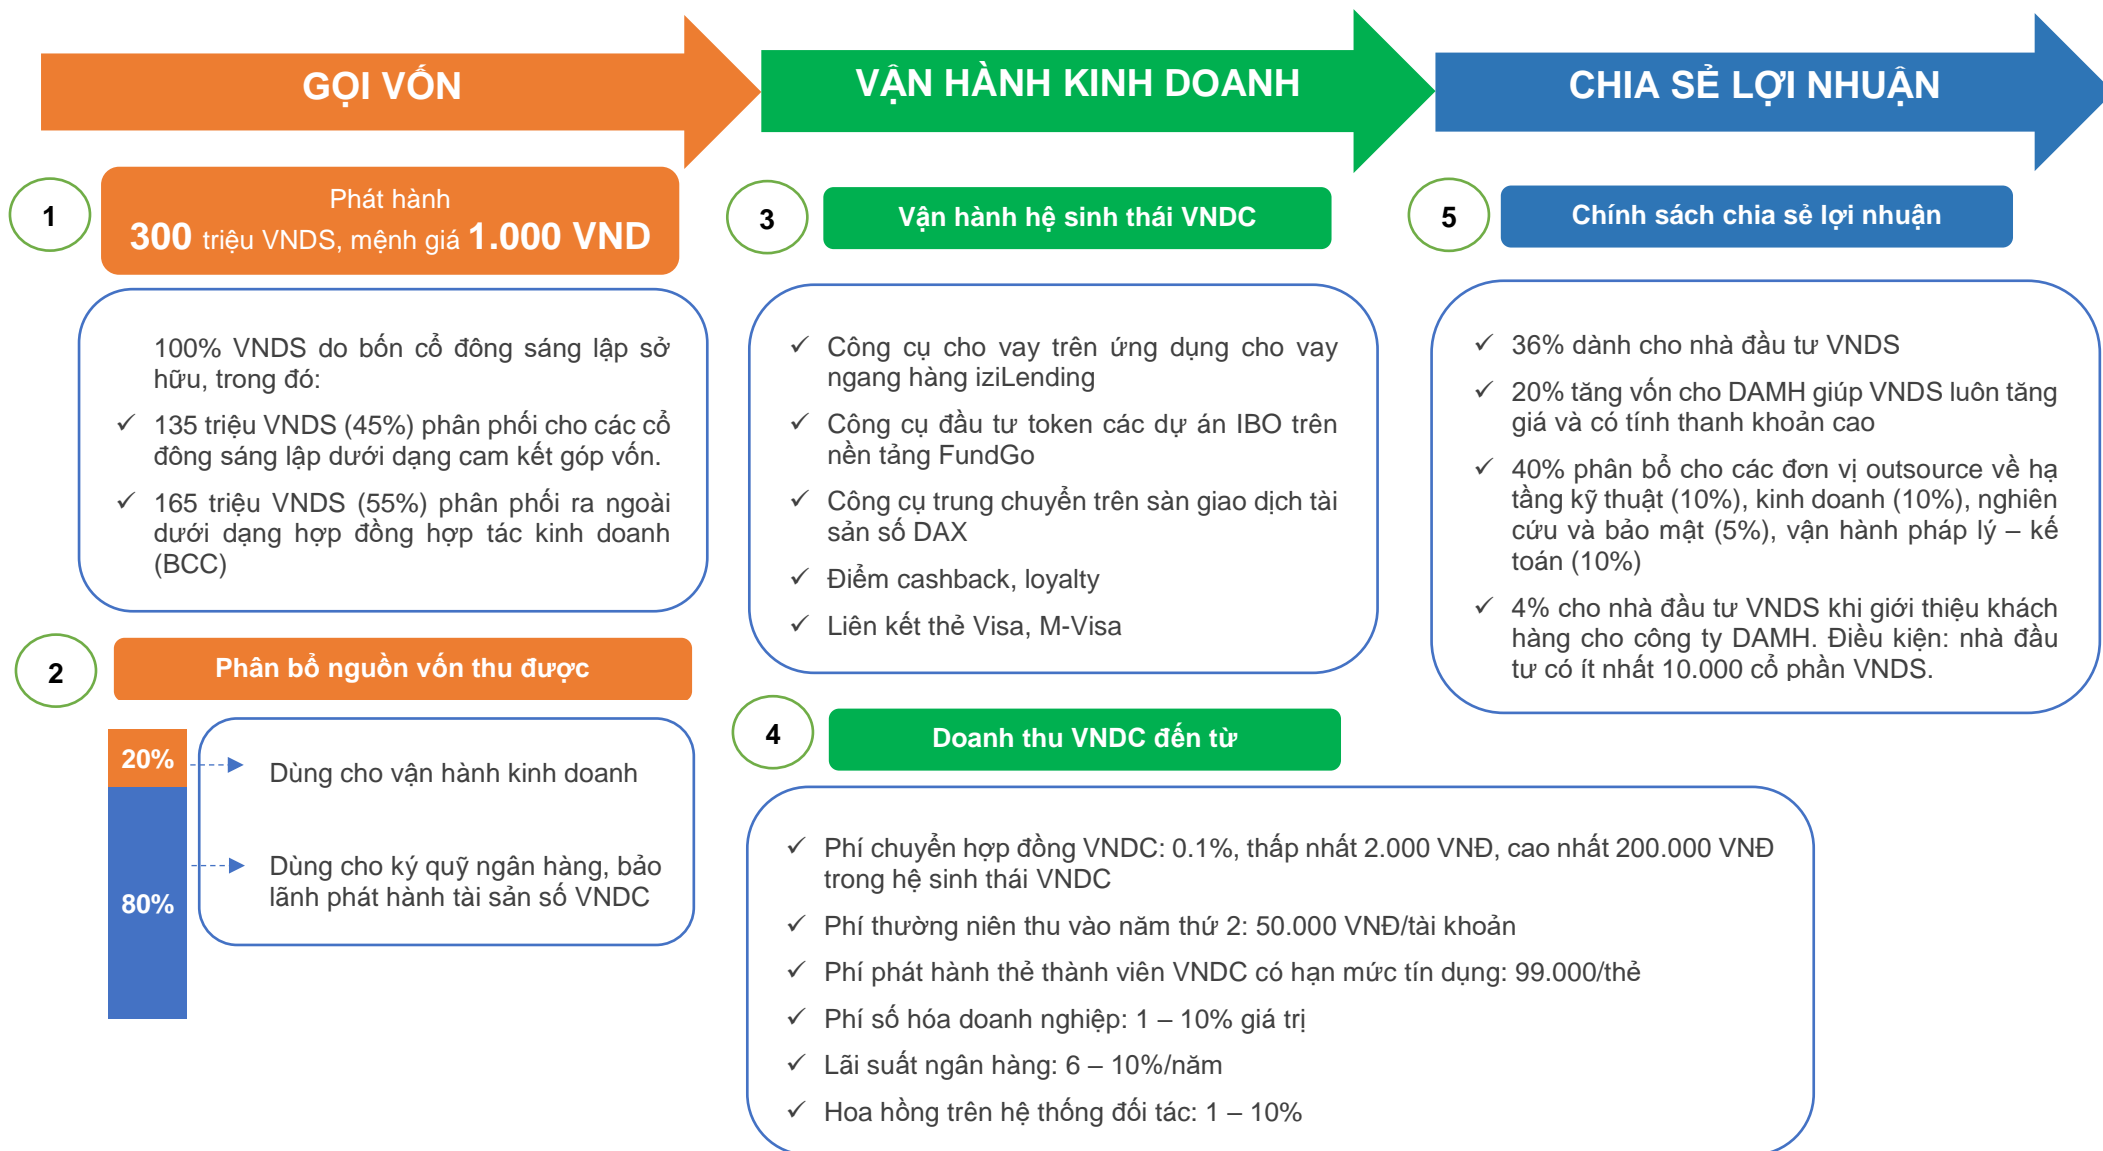 GỌI VỐN
VẬN HÀNH KINH DOANH
CHIA SẺ LỢI NHUẬN
1
Phát hành
300 triệu VNDS, mệnh giá 1.000 VND
100% VNDS do bốn cổ đông sáng lập sở
hữu, trong đó:
✓ 135 triệu VNDS (45%) phân phối cho các cổ
đông sáng lập dưới dạng cam kết góp vốn.
✓ 165 triệu VNDS (55%) phân phối ra ngoài
dưới dạng hợp đồng hợp tác kinh doanh
(BCC)
2
Phân bổ nguồn vốn thu được
20%
Dùng cho vận hành kinh doanh
80%
Dùng cho ký quỹ ngân hàng, bảo
lãnh phát hành tài sản số VNDC
3
Vận hành hệ sinh thái VNDC
✓ Công cụ cho vay trên ứng dụng cho vay
ngang hàng iziLending
✓ Công cụ đầu tư token các dự án IBO trên
nền tảng FundGo
✓ Công cụ trung chuyển trên sàn giao dịch tài
sản số DAX
✓ Điểm cashback, loyalty
✓ Liên kết thẻ Visa, M-Visa
4
Doanh thu VNDC đến từ
✓ Phí chuyển hợp đồng VNDC: 0.1%, thấp nhất 2.000 VNĐ, cao nhất 200.000 VNĐ
trong hệ sinh thái VNDC
✓ Phí thường niên thu vào năm thứ 2: 50.000 VNĐ/tài khoản
✓ Phí phát hành thẻ thành viên VNDC có hạn mức tín dụng: 99.000/thẻ
✓ Phí số hóa doanh nghiệp: 1 – 10% giá trị
✓ Lãi suất ngân hàng: 6 – 10%/năm
✓ Hoa hồng trên hệ thống đối tác: 1 – 10%
5
Chính sách chia sẻ lợi nhuận
✓ 36% dành cho nhà đầu tư VNDS
✓ 20% tăng vốn cho DAMH giúp VNDS luôn tăng
giá và có tính thanh khoản cao
✓ 40% phân bổ cho các đơn vị outsource về hạ
tầng kỹ thuật (10%), kinh doanh (10%), nghiên
cứu và bảo mật (5%), vận hành pháp lý – kế
toán (10%)
✓ 4% cho nhà đầu tư VNDS khi giới thiệu khách
hàng cho công ty DAMH. Điều kiện: nhà đầu
tư có ít nhất 10.000 cổ phần VNDS.